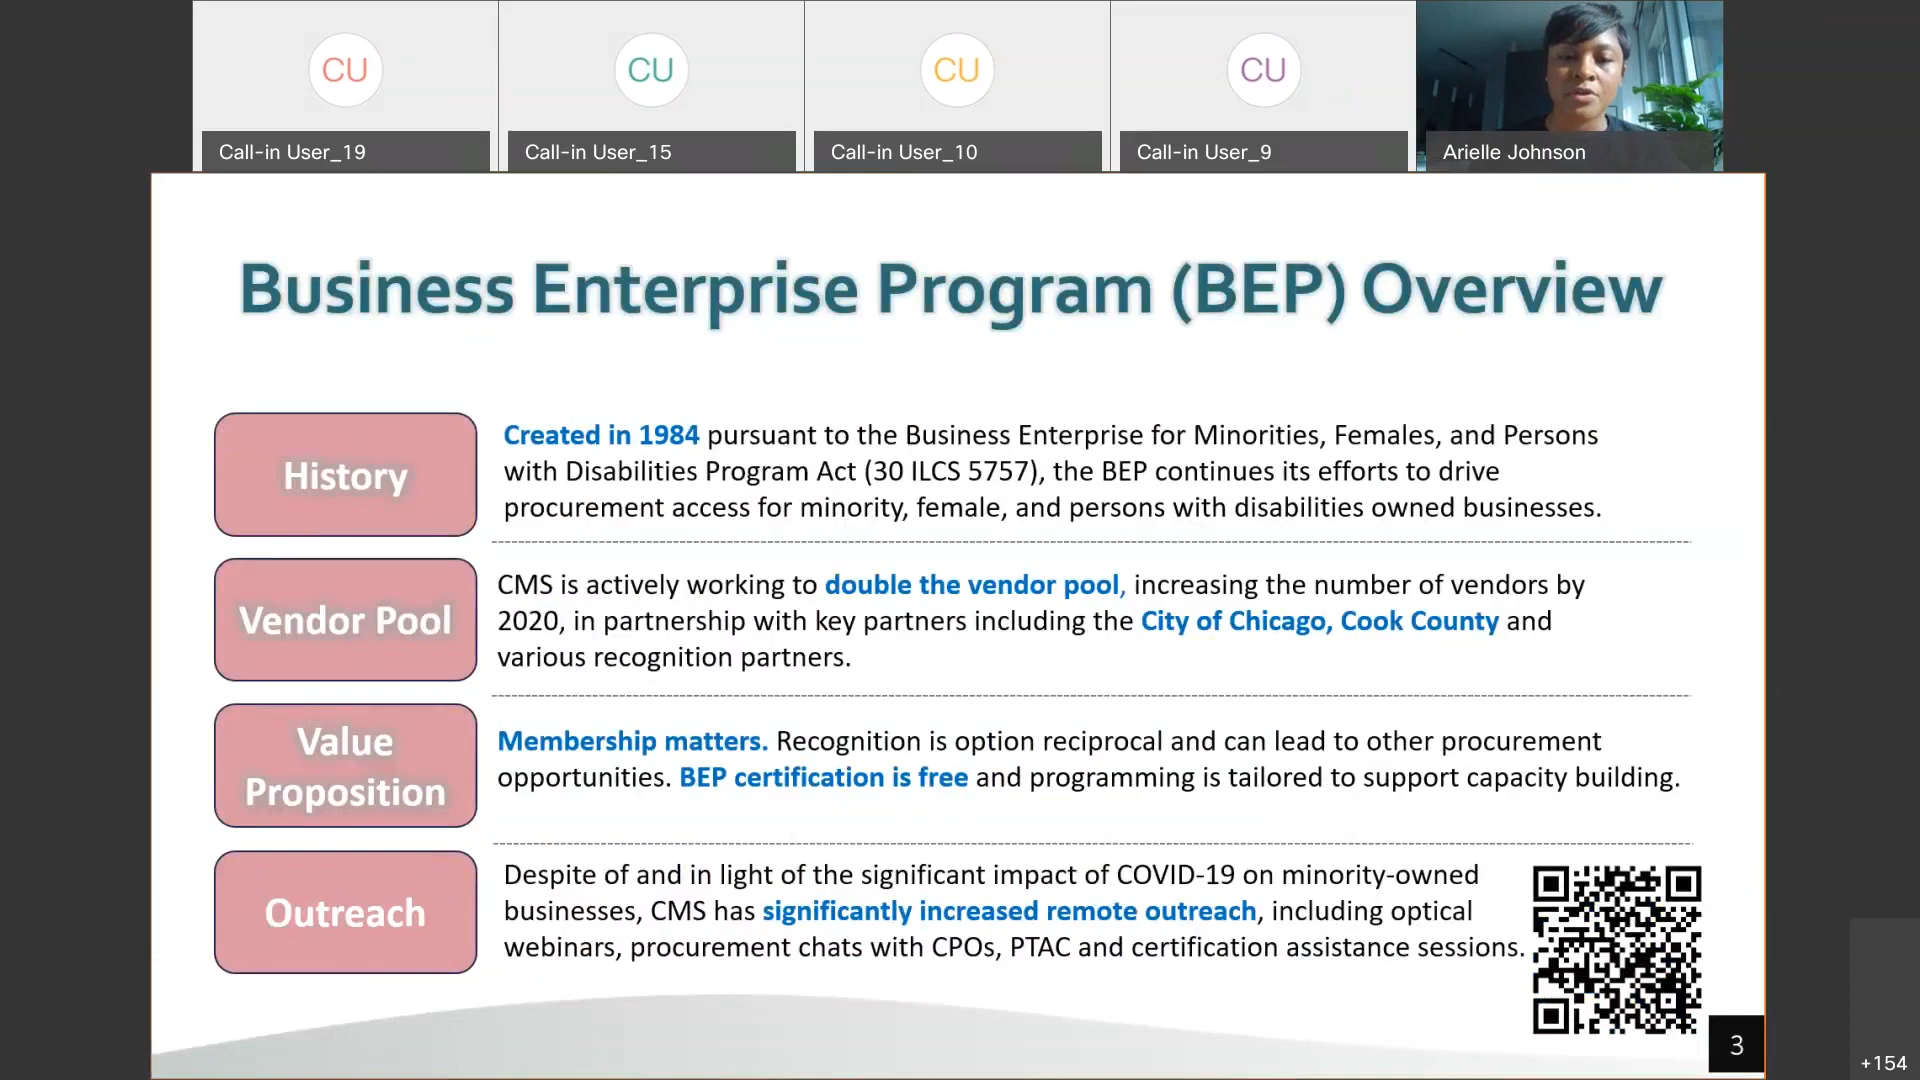 CU
CU
CU
CU
Call-in User_19
Call-in User_15
Call-in User_10
Call-in User_9
Arielle Johnson
Business Enterprise Program (BEP) Overview
History
Created in 1984 pursuant to the Business Enterprise for Minorities, Females, and Persons
with Disabilities Program Act (30 ILCS 5757), the BEP continues its efforts to drive
procurement access for minority, female, and persons with disabilities owned businesses.
Vendor Pool
CMS is actively working to double the vendor pool, increasing the number of vendors by
2020, in partnership with key partners including the City of Chicago, Cook County and
various recognition partners.
Value
Proposition
Membership matters. Recognition is option reciprocal and can lead to other procurement
opportunities. BEP certification is free and programming is tailored to support capacity building.
Outreach
Despite of and in light of the significant impact of COVID-19 on minority-owned
businesses, CMS has significantly increased remote outreach, including optical
webinars, procurement chats with CPOs, PTAC and certification assistance sessions.
3
+154